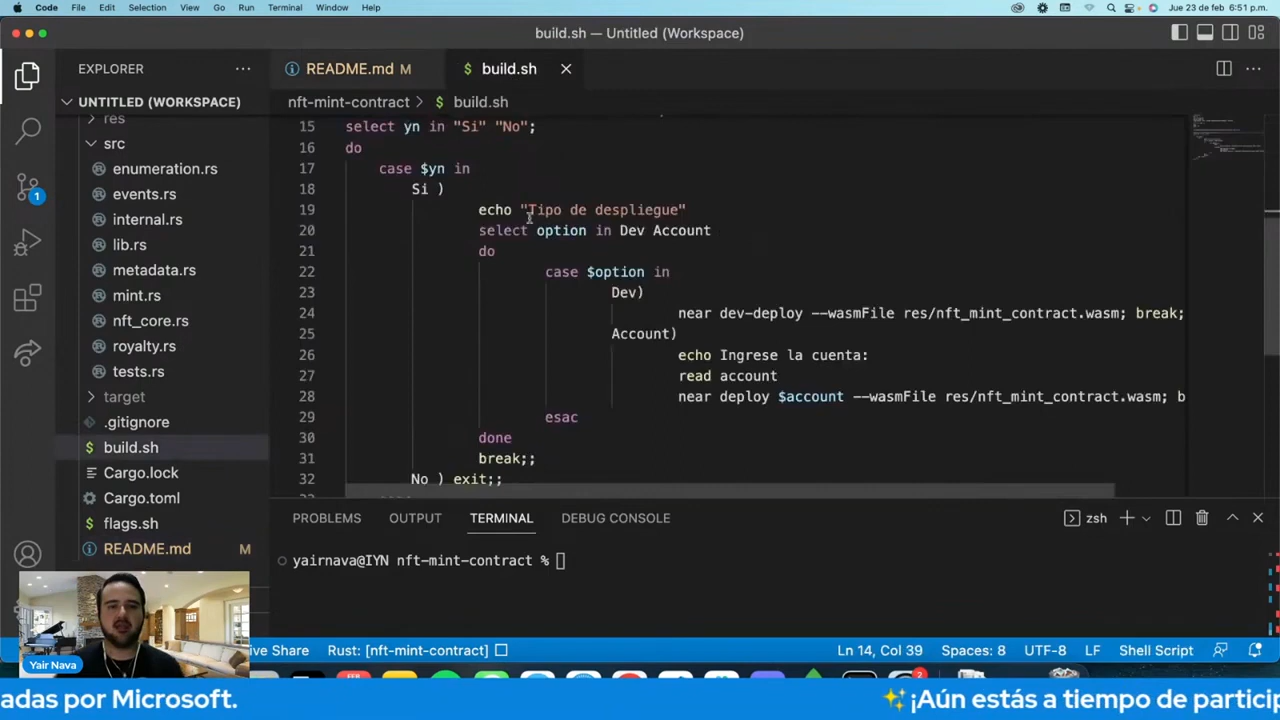 Code File Edit Selection View Go Run Terminal Window Help Jue 23 de feb 6:51 p.m.
build.sh — Untitled (Workspace)
EXPLORER
README.md M
build.sh
UNTITLED (WORKSPACE)
nft-mint-contract > build.sh
res
src
enumeration.rs
events.rs
internal.rs
lib.rs
metadata.rs
mint.rs
nft_core.rs
royalty.rs
tests.rs
target
.gitignore
build.sh
Cargo.lock
Cargo.toml
flags.sh
README.md M
1
15 select yn in "Si" "No";
16 do
17 case $yn in
18 Si )
19 echo "Tipo de despliegue"
20 select option in Dev Account
21 do
22 case $option in
23 Dev)
24 near dev-deploy --wasmFile res/nft_mint_contract.wasm; break;
25 Account)
26 echo Ingrese la cuenta:
27 read account
28 near deploy $account --wasmFile res/nft_mint_contract.wasm; b
29 esac
30 done
31 break;;
32 No ) exit;;
PROBLEMS OUTPUT TERMINAL DEBUG CONSOLE zsh
yairnava@IYN nft-mint-contract %
Yair Nava
ive Share Rust: [nft-mint-contract] Ln 14, Col 39 Spaces: 8 UTF-8 LF Shell Script
adas por Microsoft. ✨ ¡Aún estás a tiempo de particip